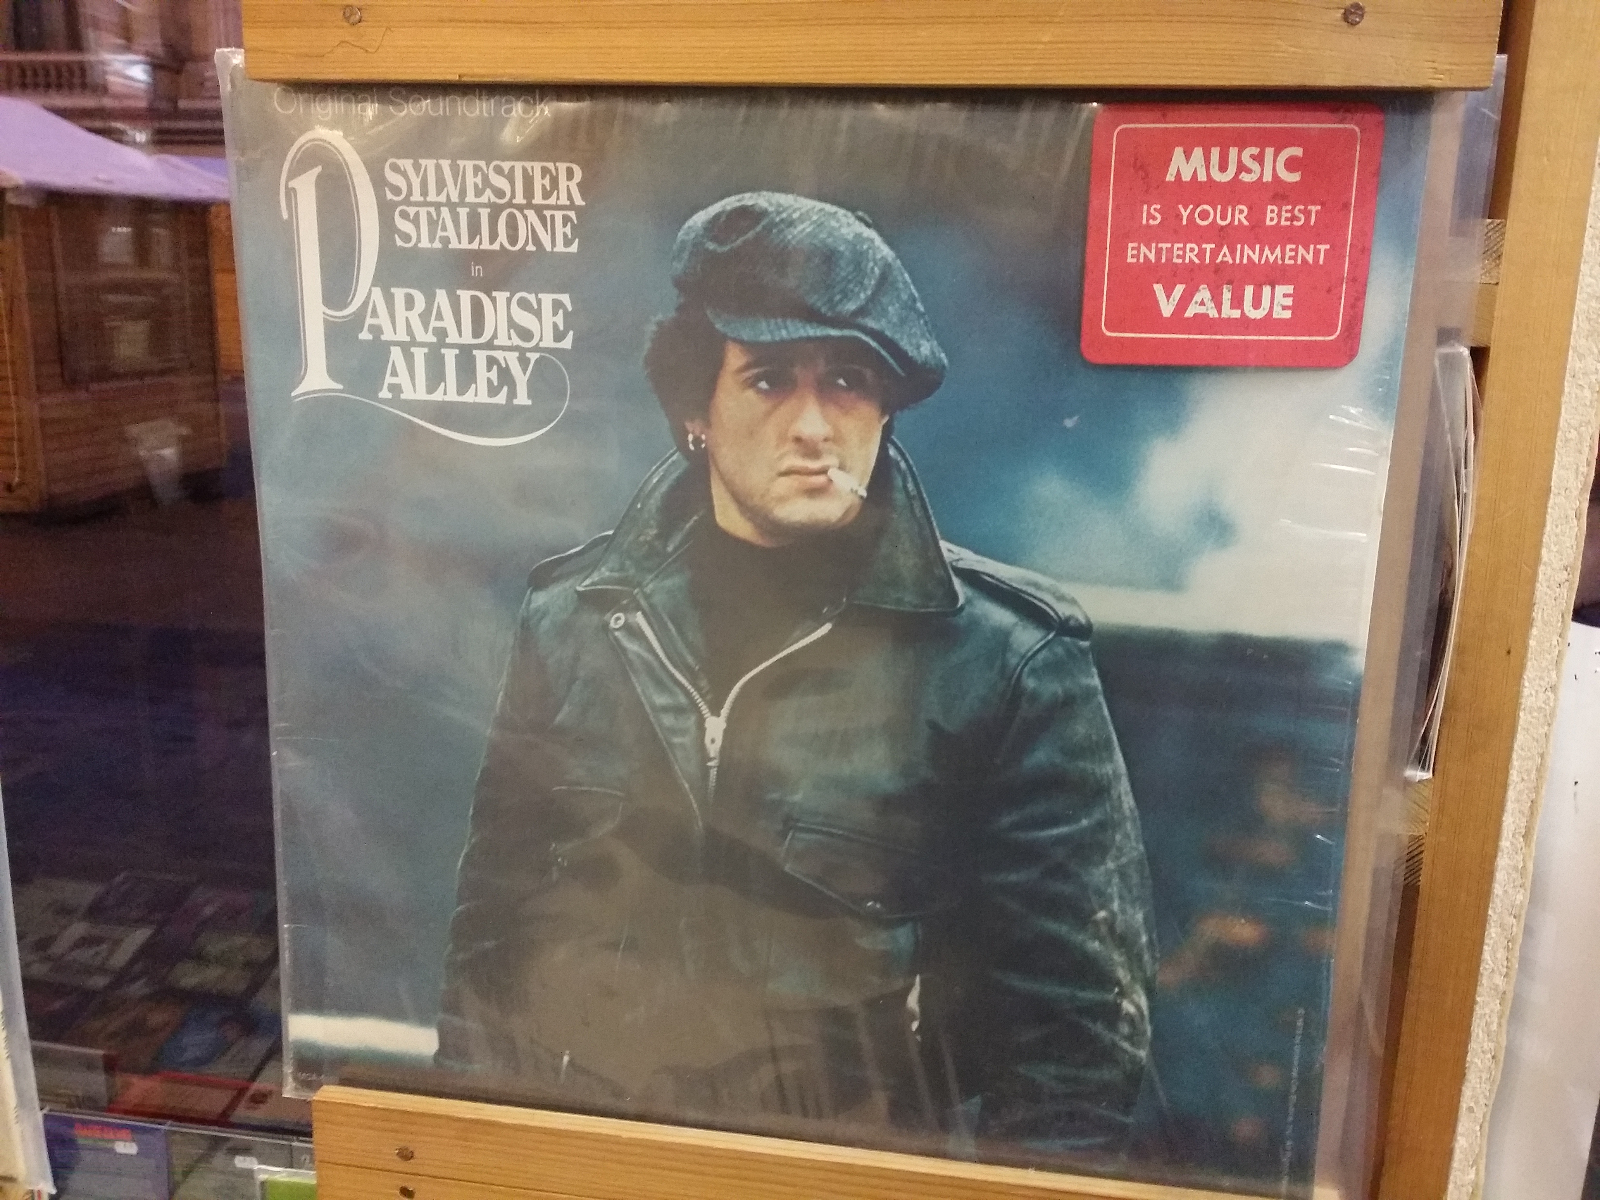 Original Soundtrack
SYLVESTER
STALLONE
in
PARADISE
ALLEY
MUSIC
IS YOUR BEST
ENTERTAINMENT
VALUE